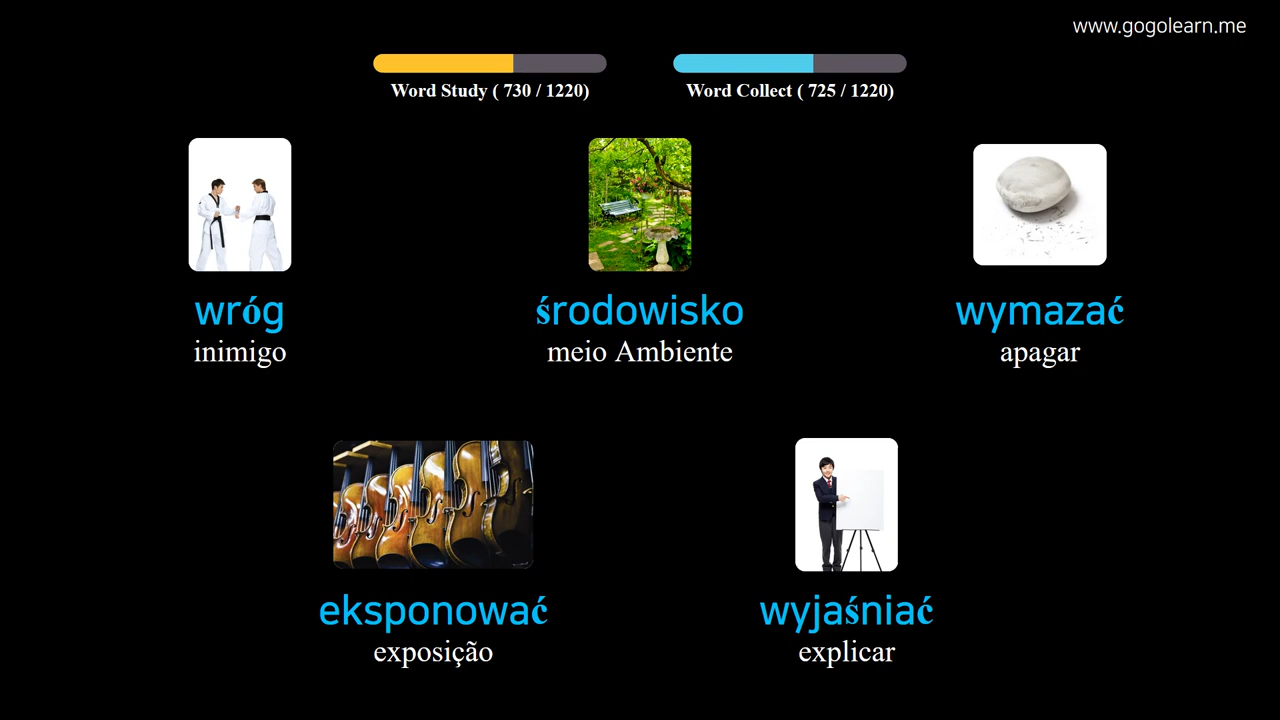 www.gogolearn.me
Word Study ( 730 / 1220)
Word Collect ( 725 / 1220)
wróg
inimigo
środowisko
meio Ambiente
wymazać
apagar
eksponować
exposição
wyjaśniać
explicar